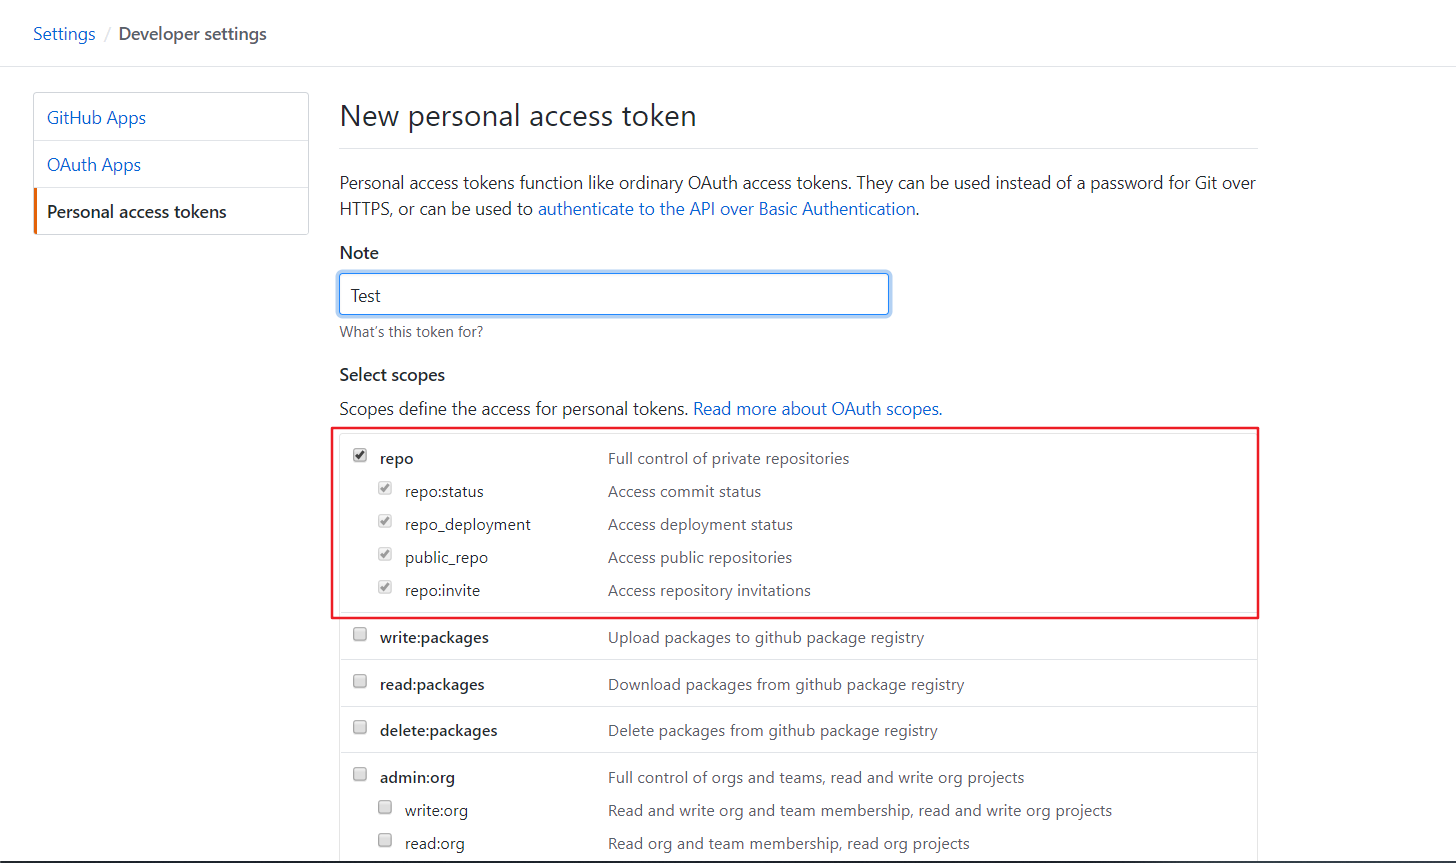 Settings / Developer settings
GitHub Apps
OAuth Apps
Personal access tokens
New personal access token
Personal access tokens function like ordinary OAuth access tokens. They can be used instead of a password for Git over
HTTPS, or can be used to authenticate to the API over Basic Authentication.
Note
Test
What's this token for?
Select scopes
Scopes define the access for personal tokens. Read more about OAuth scopes.
repo Full control of private repositories
repo:status Access commit status
repo_deployment Access deployment status
public_repo Access public repositories
repo:invite Access repository invitations
write:packages Upload packages to github package registry
read:packages Download packages from github package registry
delete:packages Delete packages from github package registry
admin:org Full control of orgs and teams, read and write org projects
write:org Read and write org and team membership, read and write org projects
read:org Read org and team membership, read org projects